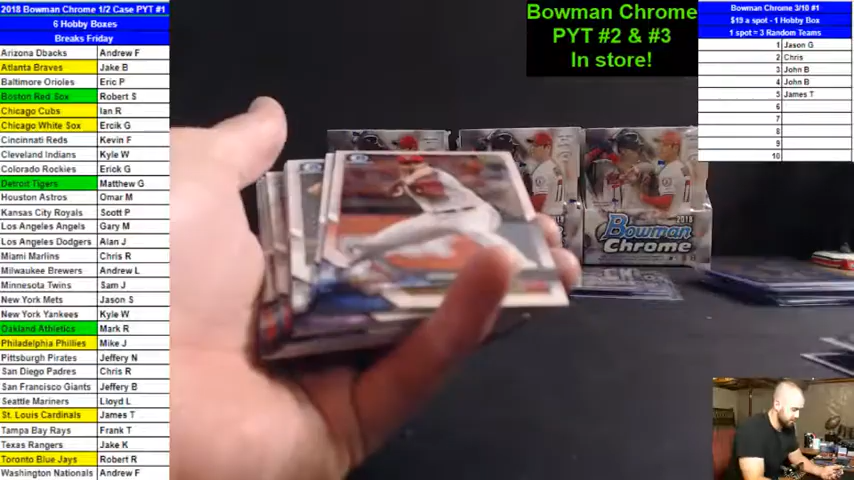 2018 Bowman Chrome 1/2 Case PYT #1
6 Hobby Boxes
Breaks Friday
Arizona Dbacks Andrew F
Atlanta Braves Jake B
Baltimore Orioles Eric P
Boston Red Sox Robert S
Chicago Cubs Ian R
Chicago White Sox Ercik G
Cincinnati Reds Kevin F
Cleveland Indians Kyle W
Colorado Rockies Erick G
Detroit Tigers Matthew G
Houston Astros Omar M
Kansas City Royals Scott P
Los Angeles Angels Gary M
Los Angeles Dodgers Alan J
Miami Marlins Chris R
Milwaukee Brewers Andrew L
Minnesota Twins Sam J
New York Mets Jason S
New York Yankees Kyle W
Oakland Athletics Mark R
Philadelphia Phillies Mike J
Pittsburgh Pirates Jeffery N
San Diego Padres Chris R
San Francisco Giants Jeffery B
Seattle Mariners Lloyd L
St. Louis Cardinals James T
Tampa Bay Rays Frank T
Texas Rangers Jake K
Toronto Blue Jays Robert R
Washington Nationals Andrew F
Bowman Chrome
PYT #2 & #3
In store!
Bowman Chrome 3/10 #1
$19 a spot - 1 Hobby Box
1 spot = 3 Random Teams
1 Jason G
2 Chris
3 John B
4 John B
5 James T
6
7
8
9
10
2018
Bowman
Chrome